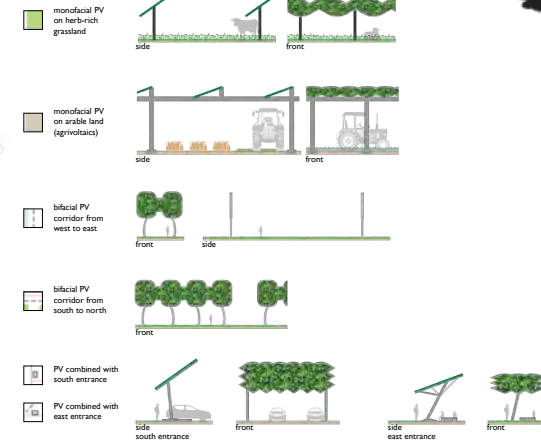 monofacial PV
on herb-rich
grassland
side
front
monofacial PV
on arable land
(agrivoltaics)
side
front
bifacial PV
corridor from
west to east
front
side
bifacial PV
corridor from
south to north
front
PV combined with
south entrance
PV combined with
east entrance
side
south entrance
front
side
east entrance
front